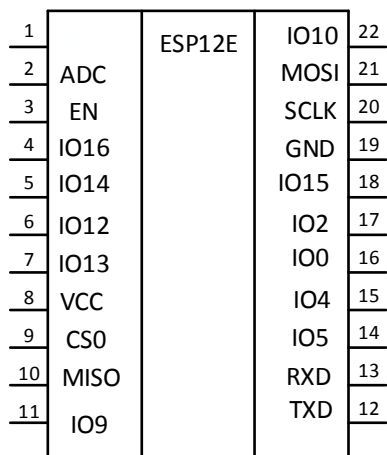 1
2
3
4
5
6
7
8
9
10
11
ADC
EN
IO16
IO14
IO12
IO13
VCC
CS0
MISO
IO9
ESP12E
IO10
MOSI
SCLK
GND
IO15
IO2
IO0
IO4
IO5
RXD
TXD
22
21
20
19
18
17
16
15
14
13
12